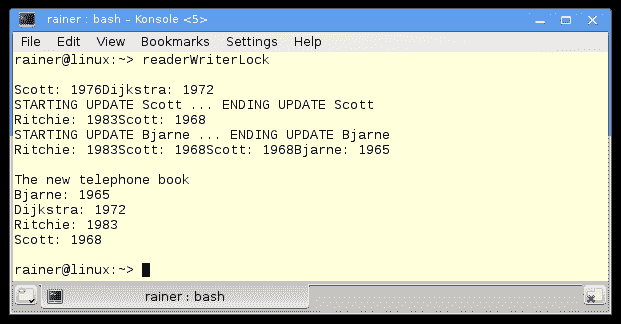 rainer : bash – Konsole <5>
File Edit View Bookmarks Settings Help
rainer@linux:~> readerWriterLock
Scott: 1976Dijkstra: 1972
STARTING UPDATE Scott ... ENDING UPDATE Scott
Ritchie: 1983Scott: 1968
STARTING UPDATE Bjarne ... ENDING UPDATE Bjarne
Ritchie: 1983Scott: 1968Scott: 1968Bjarne: 1965
The new telephone book
Bjarne: 1965
Dijkstra: 1972
Ritchie: 1983
Scott: 1968
rainer@linux:~>
rainer : bash